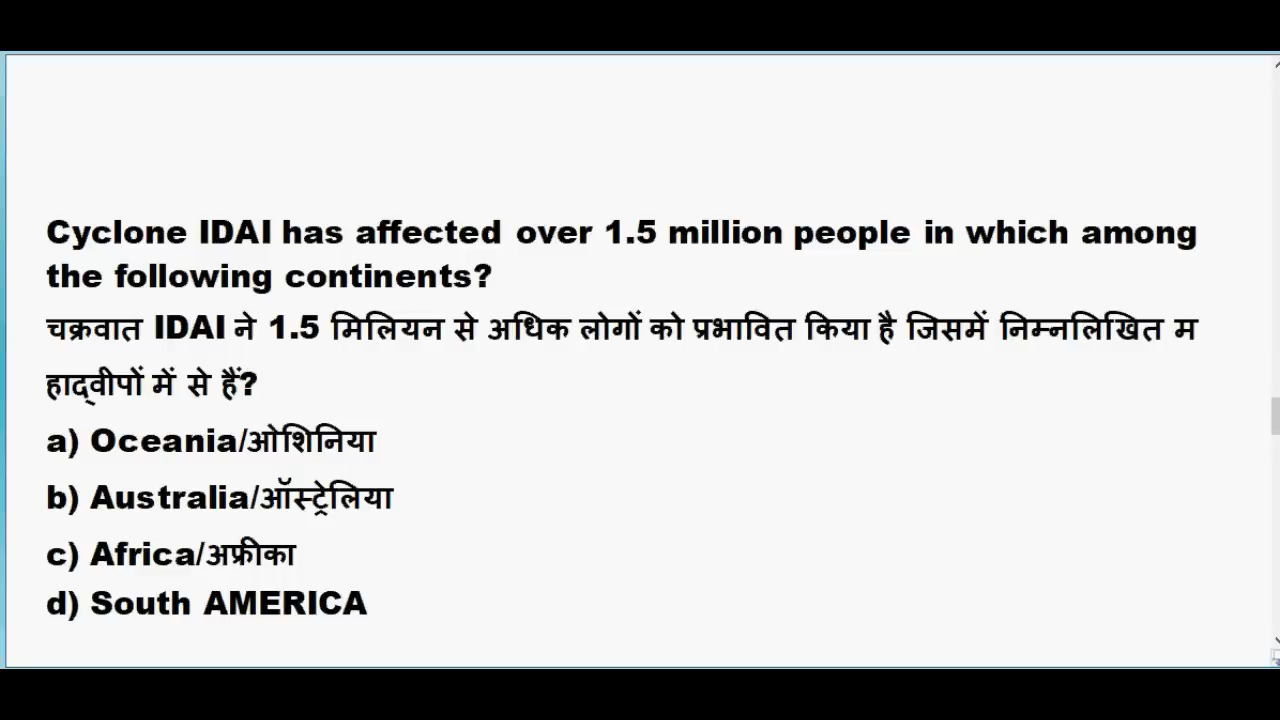 Cyclone IDAI has affected over 1.5 million people in which among
the following continents?
चक्रवात IDAI ने 1.5 मिलियन से अधिक लोगों को प्रभावित किया है जिसमें निम्नलिखित म
हाद्वीपों में से हैं?
a) Oceania/ओशिनिया
b) Australia/ऑस्ट्रेलिया
c) Africa/अफ्रीका
d) South AMERICA